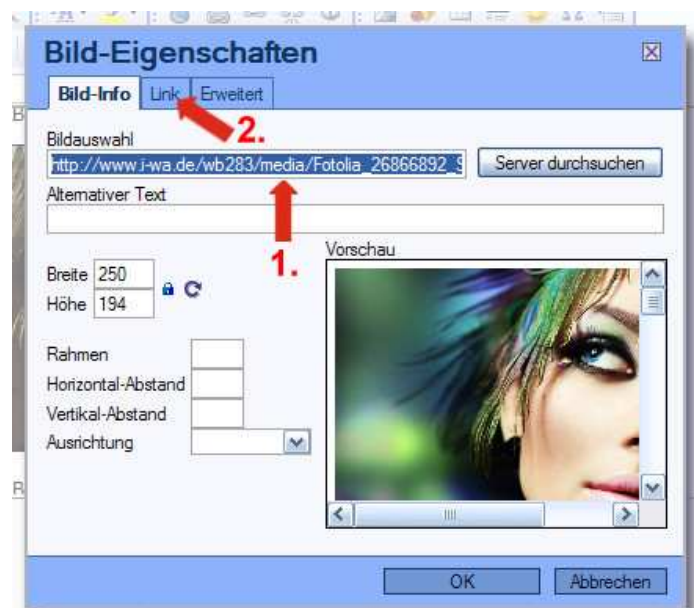 Bild-Eigenschaften
Bild-Info Link Erweitert
2.
Bildauswahl
http://www.i-wa.de/wb283/media/Fotolia_26866892_S Server durchsuchen
Alternativer Text
1.
Vorschau
Breite 250
Höhe 194
Rahmen
Horizontal-Abstand
Vertikal-Abstand
Ausrichtung
OK Abbrechen